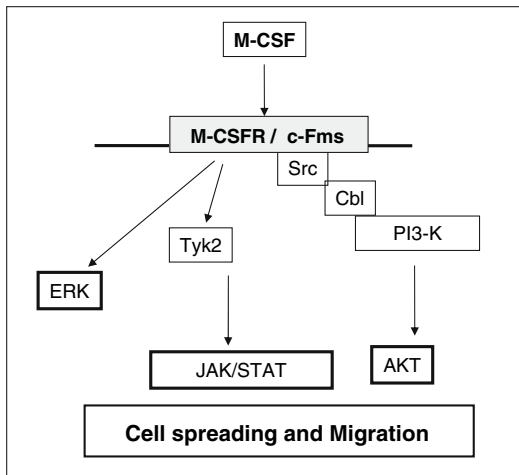 M-CSF
M-CSFR / c-Fms
Src
Cbl
PI3-K
Tyk2
ERK
JAK/STAT
AKT
Cell spreading and Migration